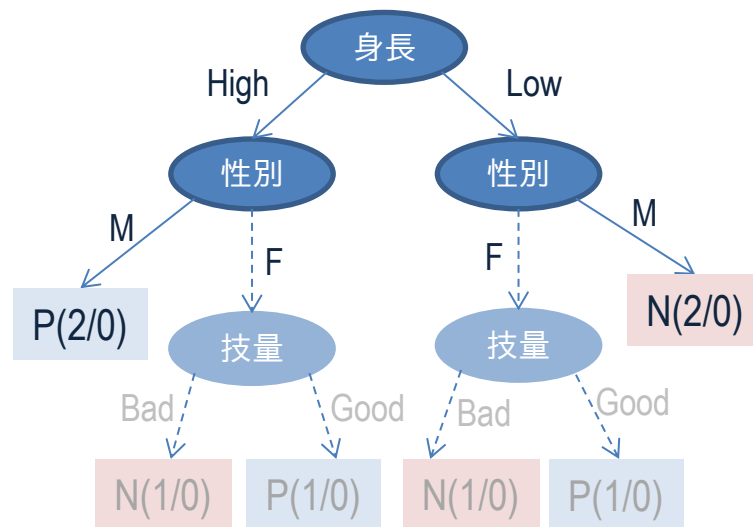 身長
High
Low
性別
性別
M
F
F
M
P(2/0)
技量
技量
N(2/0)
Bad
Good
Bad
Good
N(1/0)
P(1/0)
N(1/0)
P(1/0)